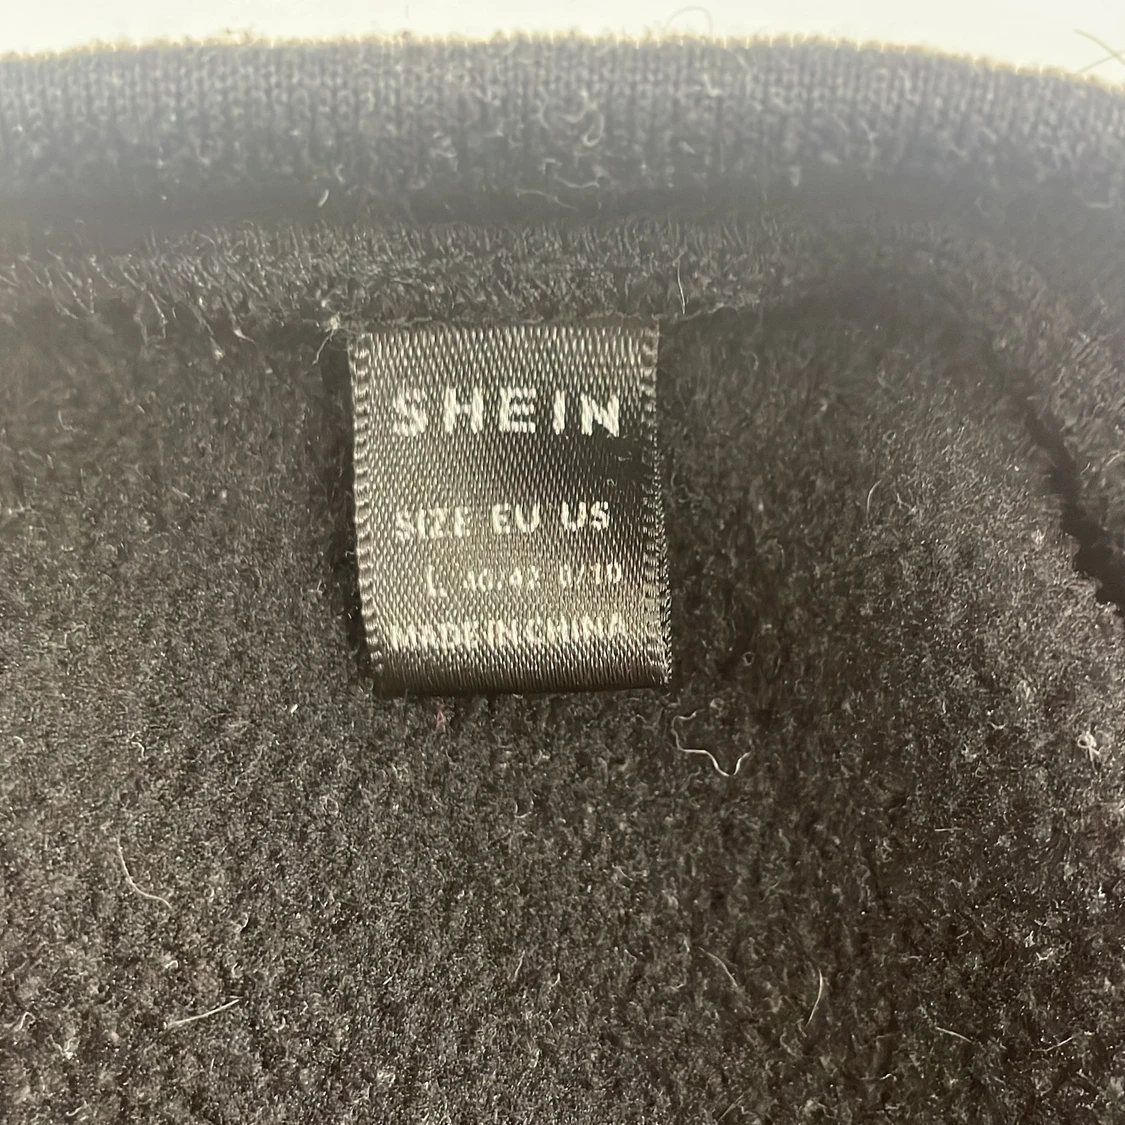 SHEIN
SIZE EU US
L 40/42 8/10
MADE IN CHINA